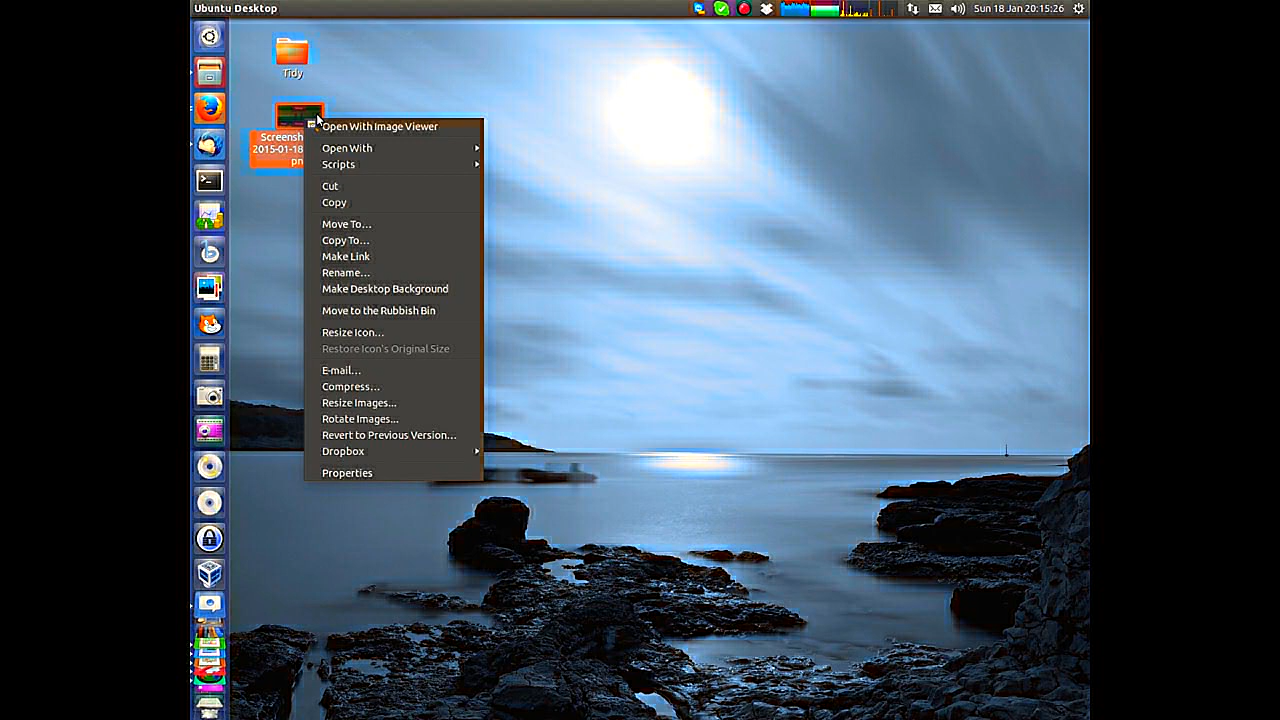 Ubuntu Desktop
Sun 18 Jan 20:15:26
Tidy
Screensh
2015-01-18
pn
Open With Image Viewer
Open With
Scripts
Cut
Copy
Move To...
Copy To...
Make Link
Rename...
Make Desktop Background
Move to the Rubbish Bin
Resize Icon...
Restore Icon's Original Size
E-mail...
Compress...
Resize Images...
Rotate Images...
Revert to Previous Version...
Dropbox
Properties